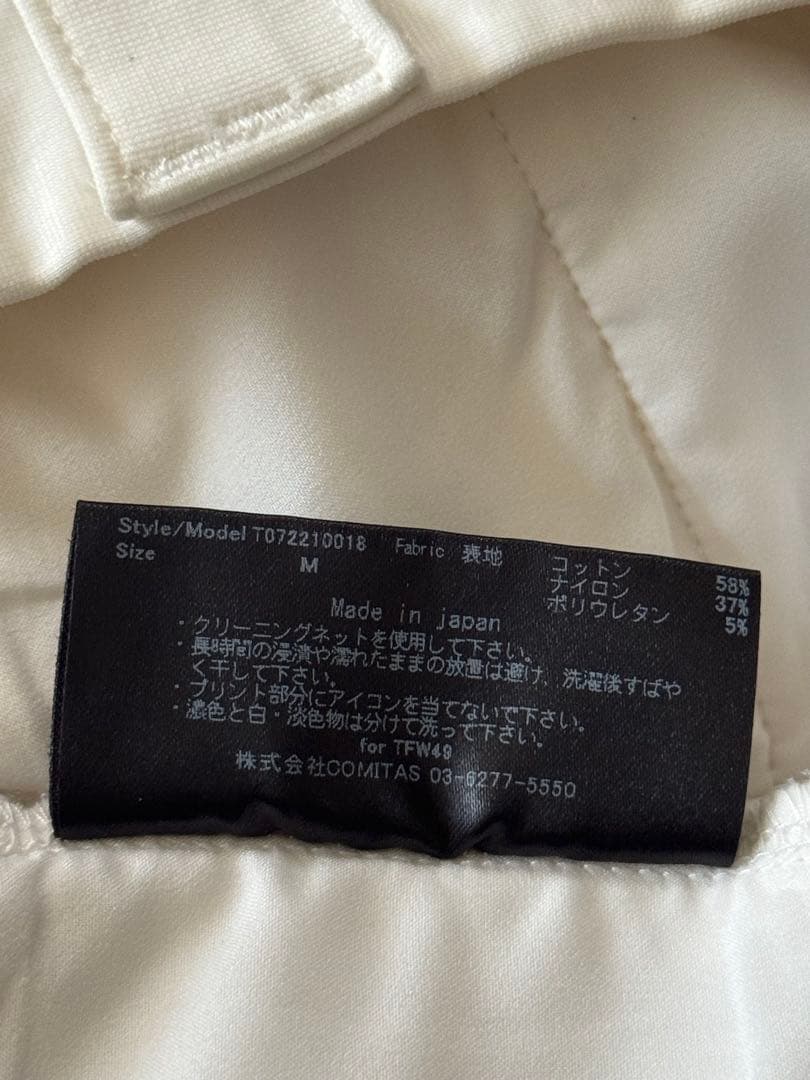 Style/Model T072210018 Fabric 表地 コットン 58%
Size M ナイロン 37%
ポリウレタン 5%
Made in japan
・クリーニングネットを使用して下さい。
・長時間の浸漬や濡れたままの放置は避け、洗濯後すばや
く干して下さい。
・プリント部分にアイコンを当てないで下さい。
・濃色と白・淡色物は分けて洗って下さい。
for TFW49
株式会社COMITAS 03-6277-5550